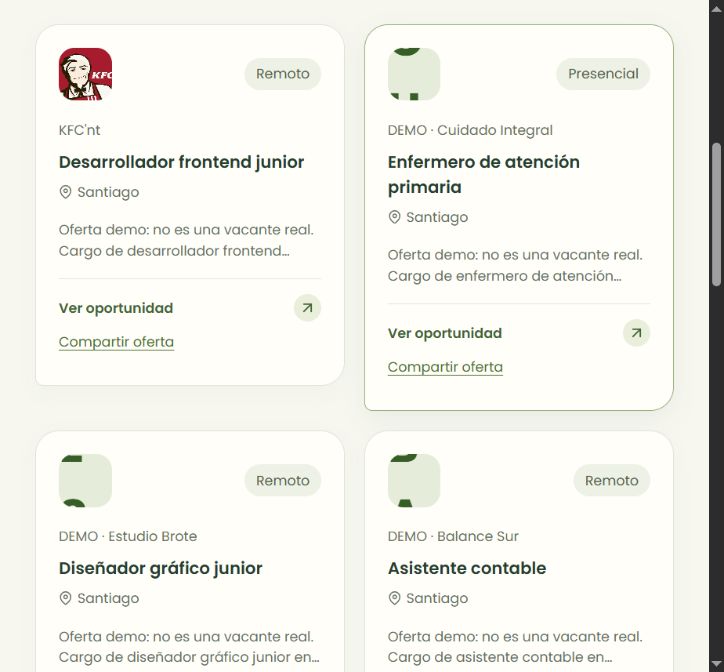 KFC
Remoto
KFC'nt
Desarrollador frontend junior
Santiago
Oferta demo: no es una vacante real.
Cargo de desarrollador frontend...
Ver oportunidad
Compartir oferta
Presencial
DEMO · Cuidado Integral
Enfermero de atención
primaria
Santiago
Oferta demo: no es una vacante real.
Cargo de enfermero de atención...
Ver oportunidad
Compartir oferta
Remoto
DEMO · Estudio Brote
Diseñador gráfico junior
Santiago
Oferta demo: no es una vacante real.
Cargo de diseñador gráfico junior en...
Remoto
DEMO · Balance Sur
Asistente contable
Santiago
Oferta demo: no es una vacante real.
Cargo de asistente contable en...